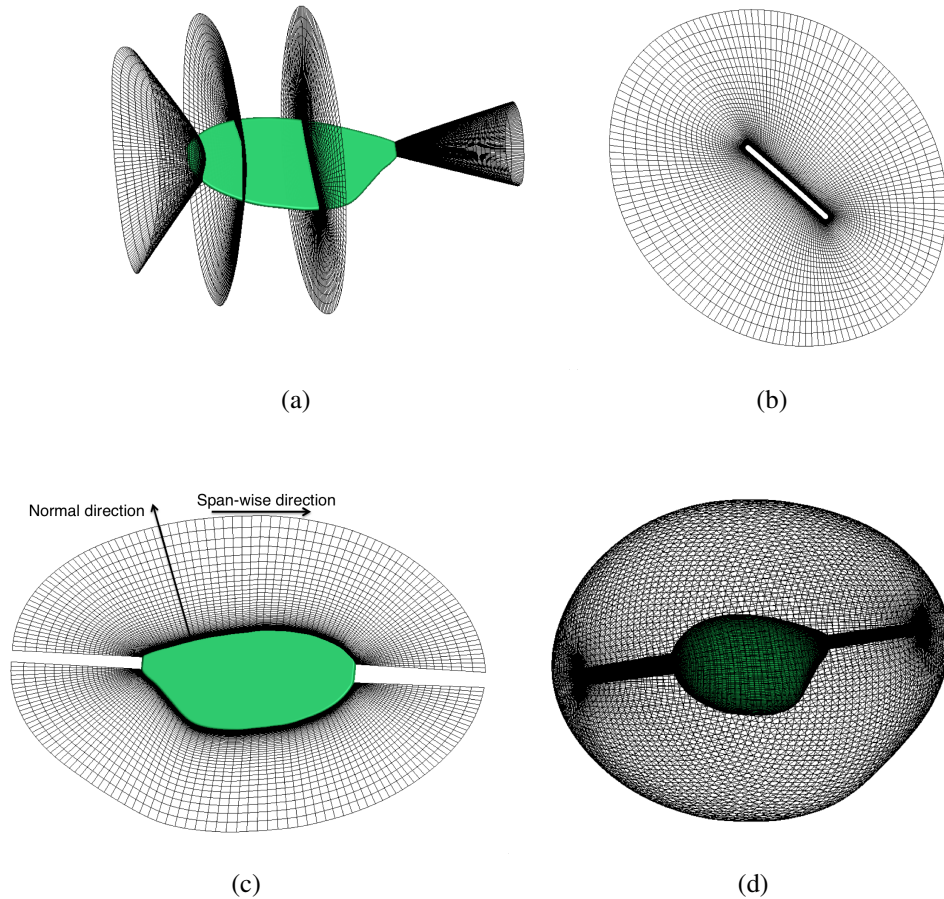 (a)
(b)
Normal direction
Span-wise direction
(c)
(d)